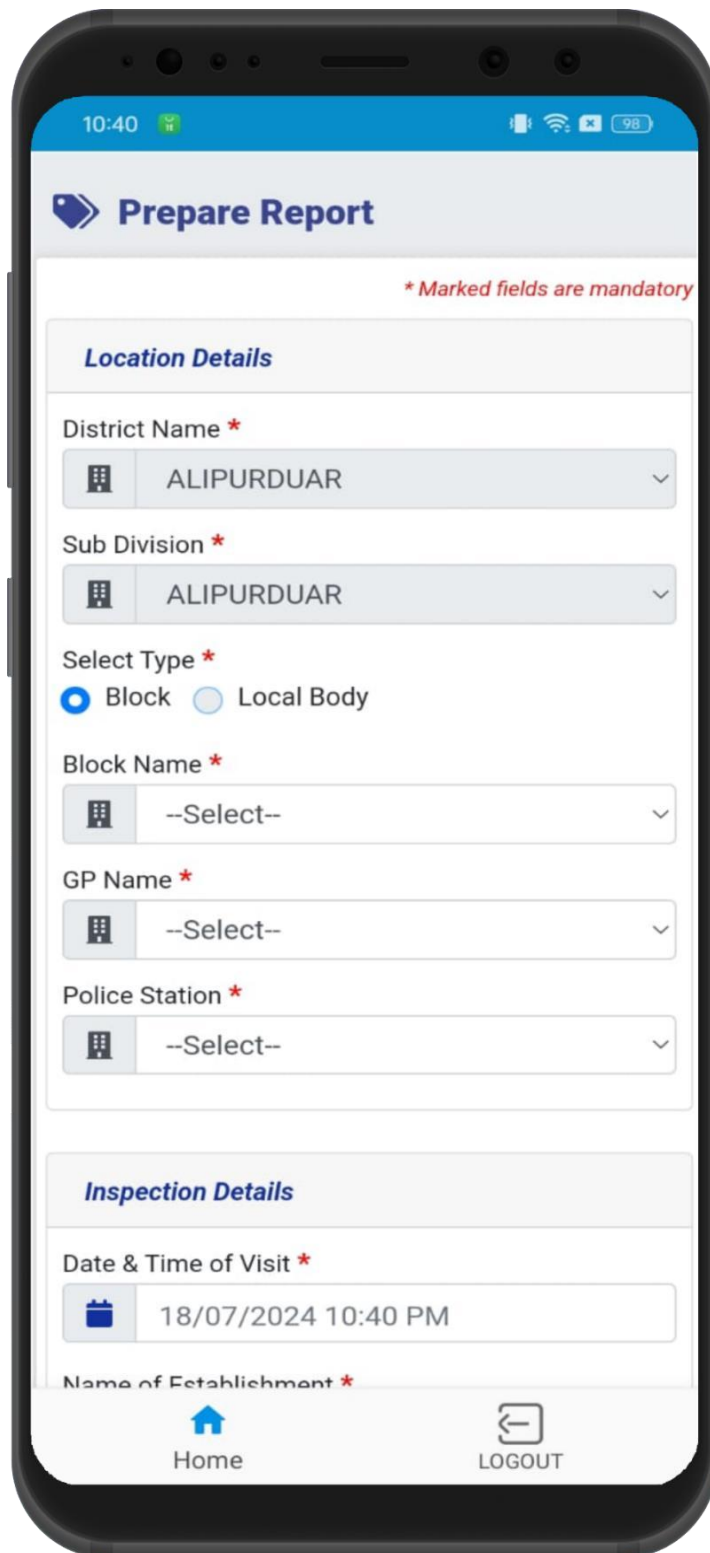 10:40
98
Prepare Report
* Marked fields are mandatory
Location Details
District Name *
ALIPURDUAR
Sub Division *
ALIPURDUAR
Select Type *
Block Local Body
Block Name *
--Select--
GP Name *
--Select--
Police Station *
--Select--
Inspection Details
Date & Time of Visit *
18/07/2024 10:40 PM
Name of Establishment *
Home LOGOUT